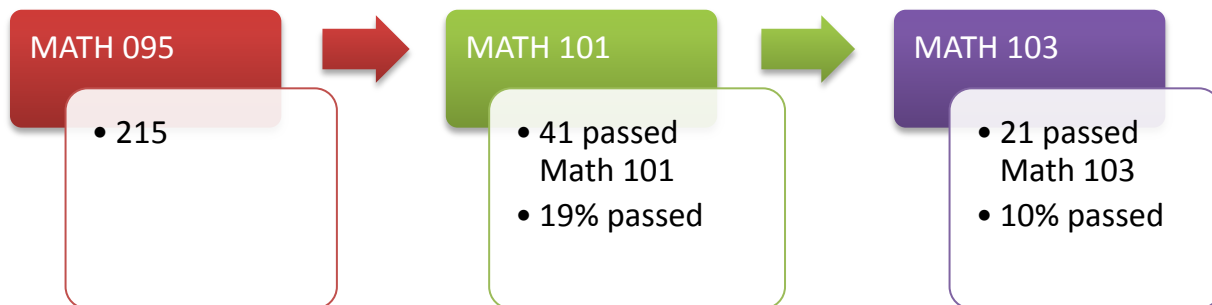 MATH 095
• 215
MATH 101
• 41 passed
Math 101
• 19% passed
MATH 103
• 21 passed
Math 103
• 10% passed